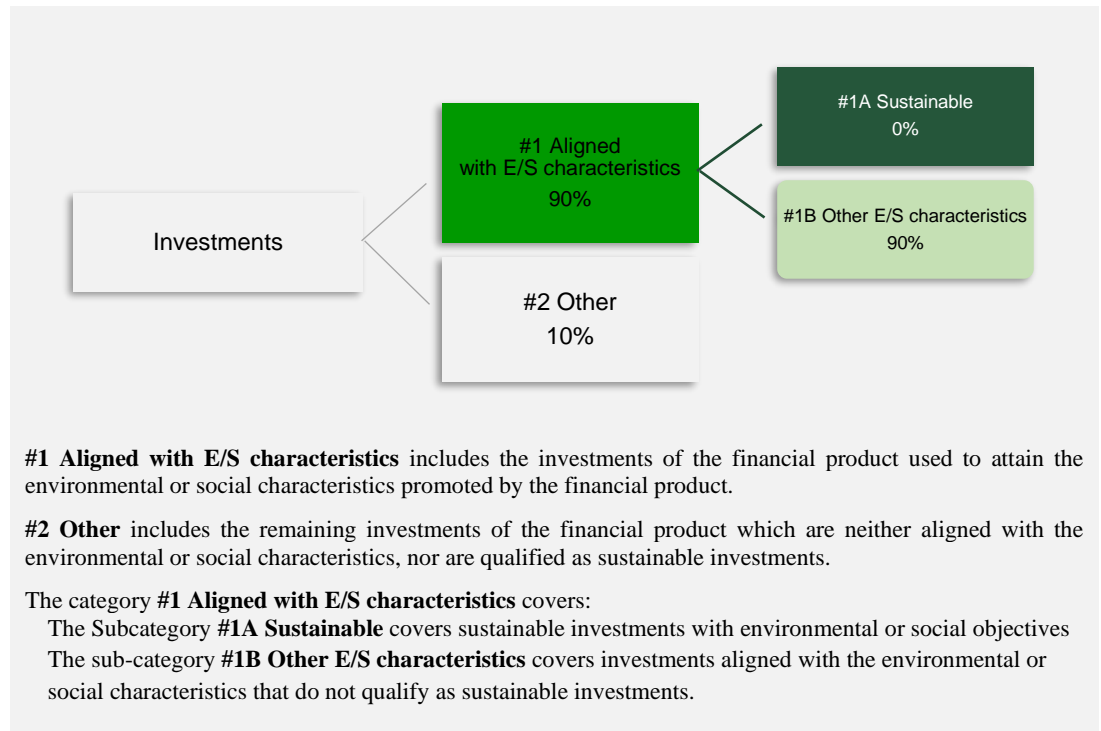 #1A Sustainable
0%
#1 Aligned
with E/S characteristics
90%
#1B Other E/S characteristics
90%
Investments
#2 Other
10%
#1 Aligned with E/S characteristics includes the investments of the financial product used to attain the
environmental or social characteristics promoted by the financial product.
#2 Other includes the remaining investments of the financial product which are neither aligned with the
environmental or social characteristics, nor are qualified as sustainable investments.
The category #1 Aligned with E/S characteristics covers:
The Subcategory #1A Sustainable covers sustainable investments with environmental or social objectives
The sub-category #1B Other E/S characteristics covers investments aligned with the environmental or
social characteristics that do not qualify as sustainable investments.